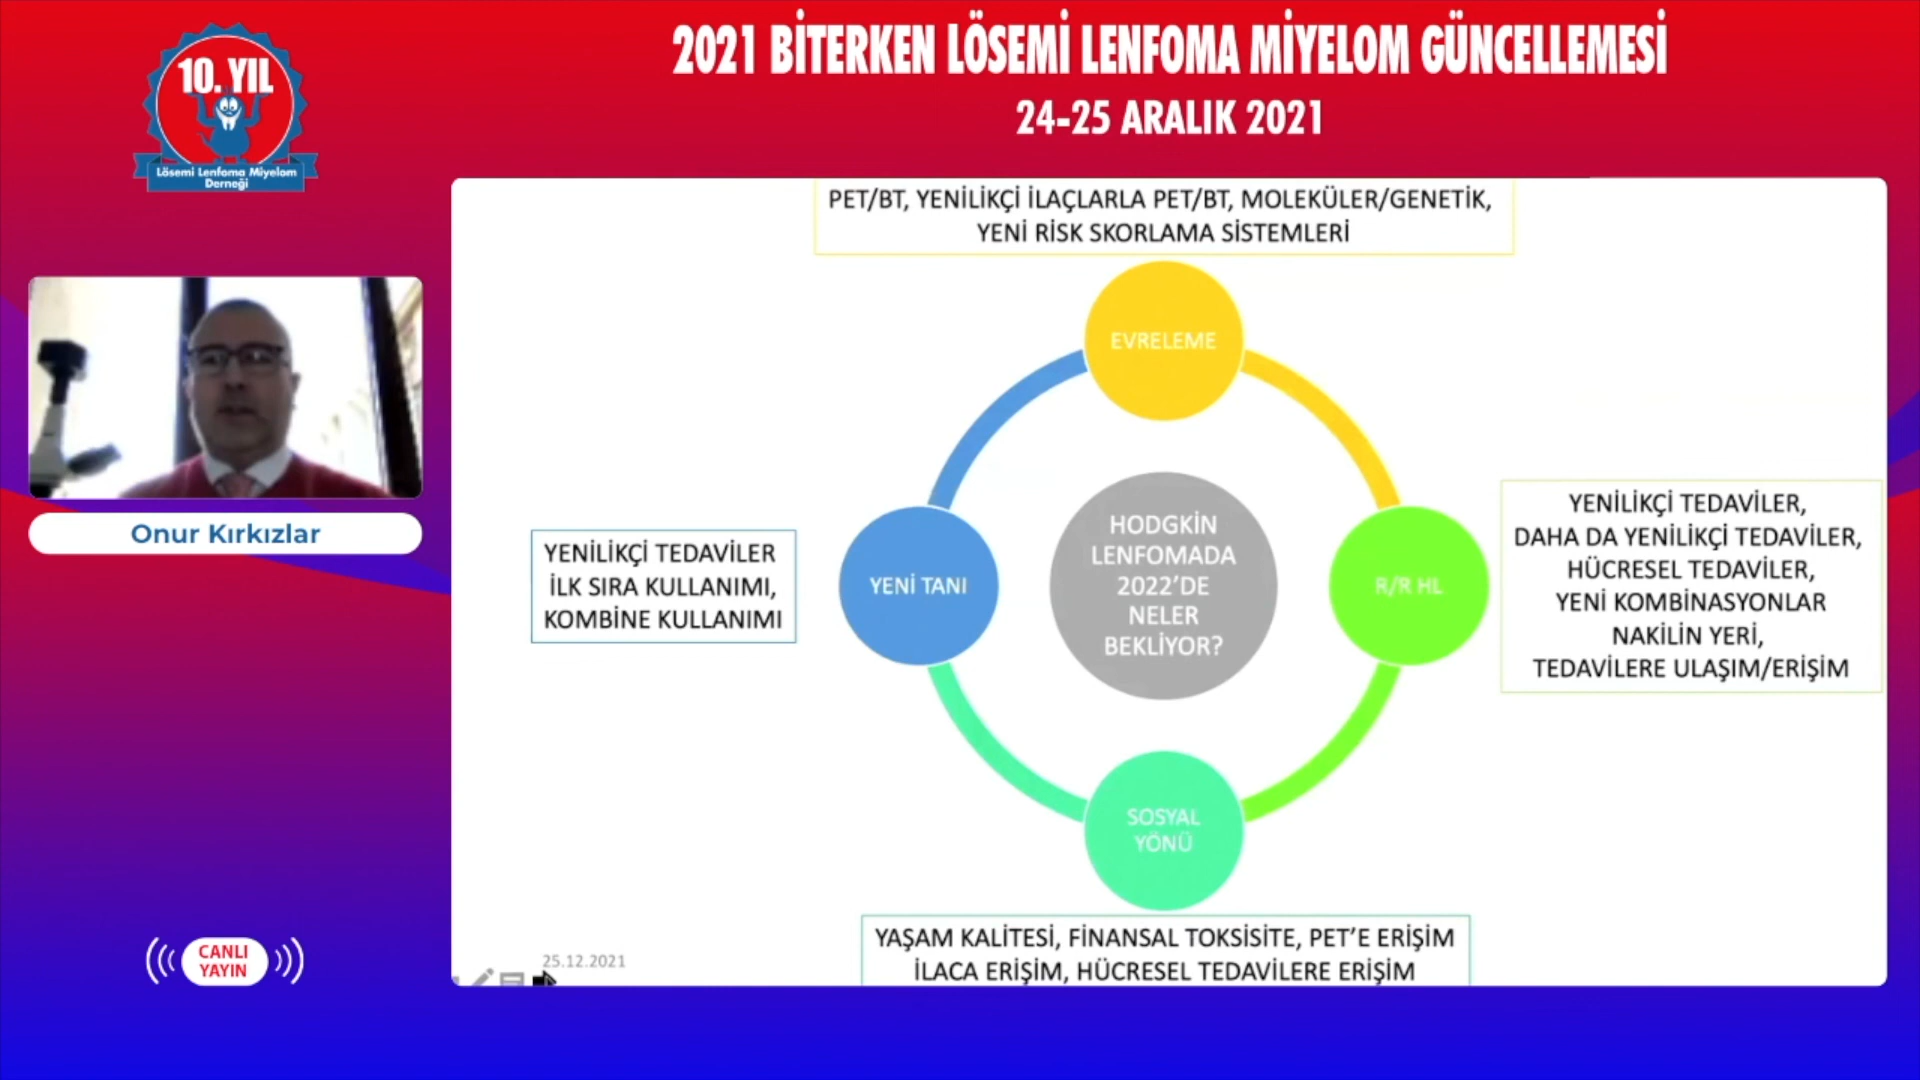 2021 BİTERKEN LÖSEMİ LENFOMA MİYELOM GÜNCELLEMESİ
24-25 ARALIK 2021
10. YIL
Lösemi Lenfoma Miyelom
Derneği
PET/BT, YENİLİKÇİ İLAÇLARLA PET/BT, MOLEKÜLER/GENETİK,
YENİ RİSK SKORLAMA SİSTEMLERİ
EVRELEME
Onur Kırkızlar
YENİLİKÇİ TEDAVİLER
İLK SIRA KULLANIMI,
KOMBİNE KULLANIMI
YENİ TANI
HODGKİN
LENFOMADA
2022'DE
NELER
BEKLİYOR?
R/R HL
YENİLİKÇİ TEDAVİLER,
DAHA DA YENİLİKÇİ TEDAVİLER,
HÜCRESEL TEDAVİLER,
YENİ KOMBİNASYONLAR
NAKİLİN YERİ,
TEDAVİLERE ULAŞIM/ERİŞİM
SOSYAL
YÖNÜ
YAŞAM KALİTESİ, FİNANSAL TOKSİSİTE, PET'E ERİŞİM
İLACA ERİŞİM, HÜCRESEL TEDAVİLERE ERİŞİM
25.12.2021
CANLI
YAYIN